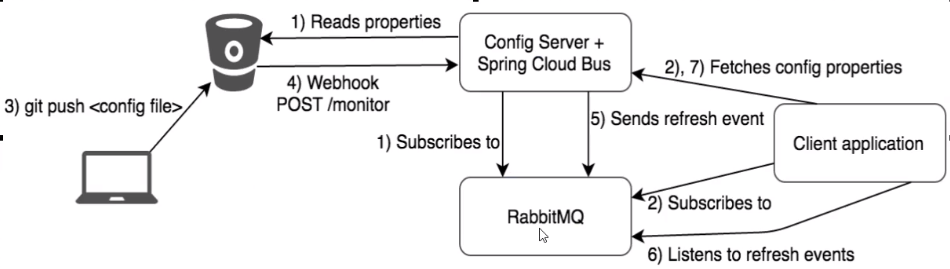 1) Reads properties
Config Server +
Spring Cloud Bus
4) Webhook
POST /monitor
2), 7) Fetches config properties
3) git push <config file>
1) Subscribes to
5) Sends refresh event
Client application
RabbitMQ
2) Subscribes to
6) Listens to refresh events